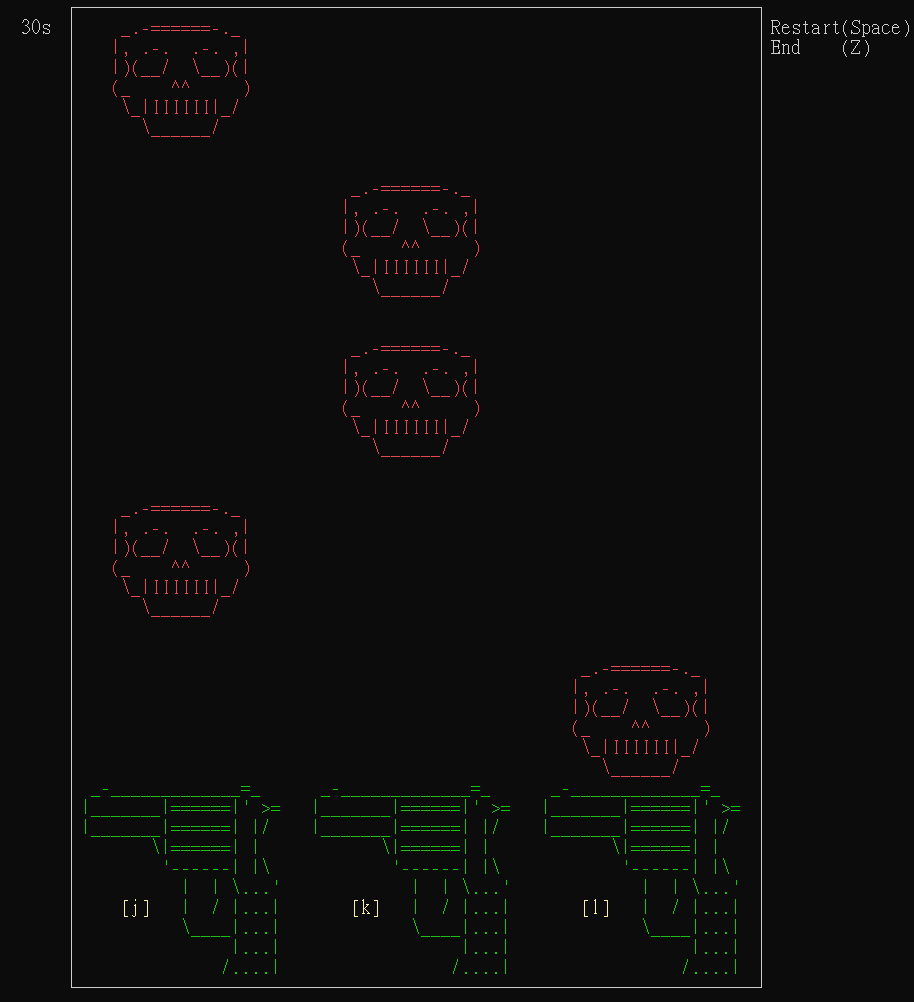 30s
Restart(Space)
End    (Z)
[j]
[k]
[l]